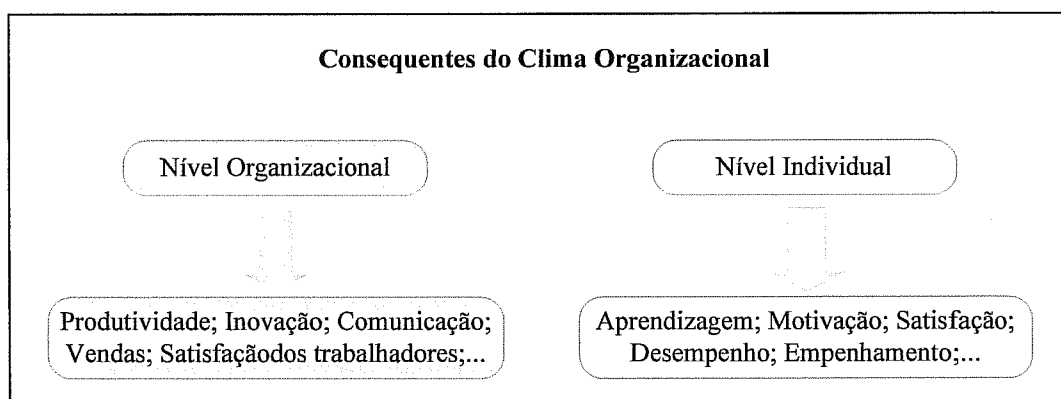 Consequentes do Clima Organizacional
Nível Organizacional
Nível Individual
Produtividade; Inovação; Comunicação;
Vendas; Satisfaçãodos trabalhadores;...
Aprendizagem; Motivação; Satisfação;
Desempenho; Empenhamento;...